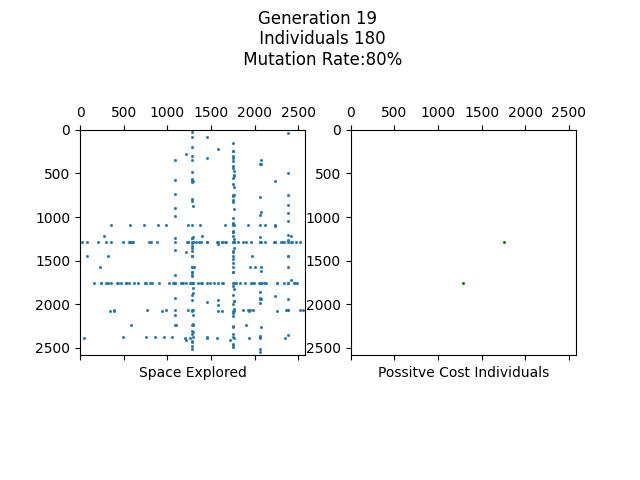 Generation 19
Individuals 180
Mutation Rate:80%
0 500 1000 1500 2000 2500
0 500 1000 1500 2000 2500
0
500
1000
1500
2000
2500
0
500
1000
1500
2000
2500
Space Explored
Possitve Cost Individuals